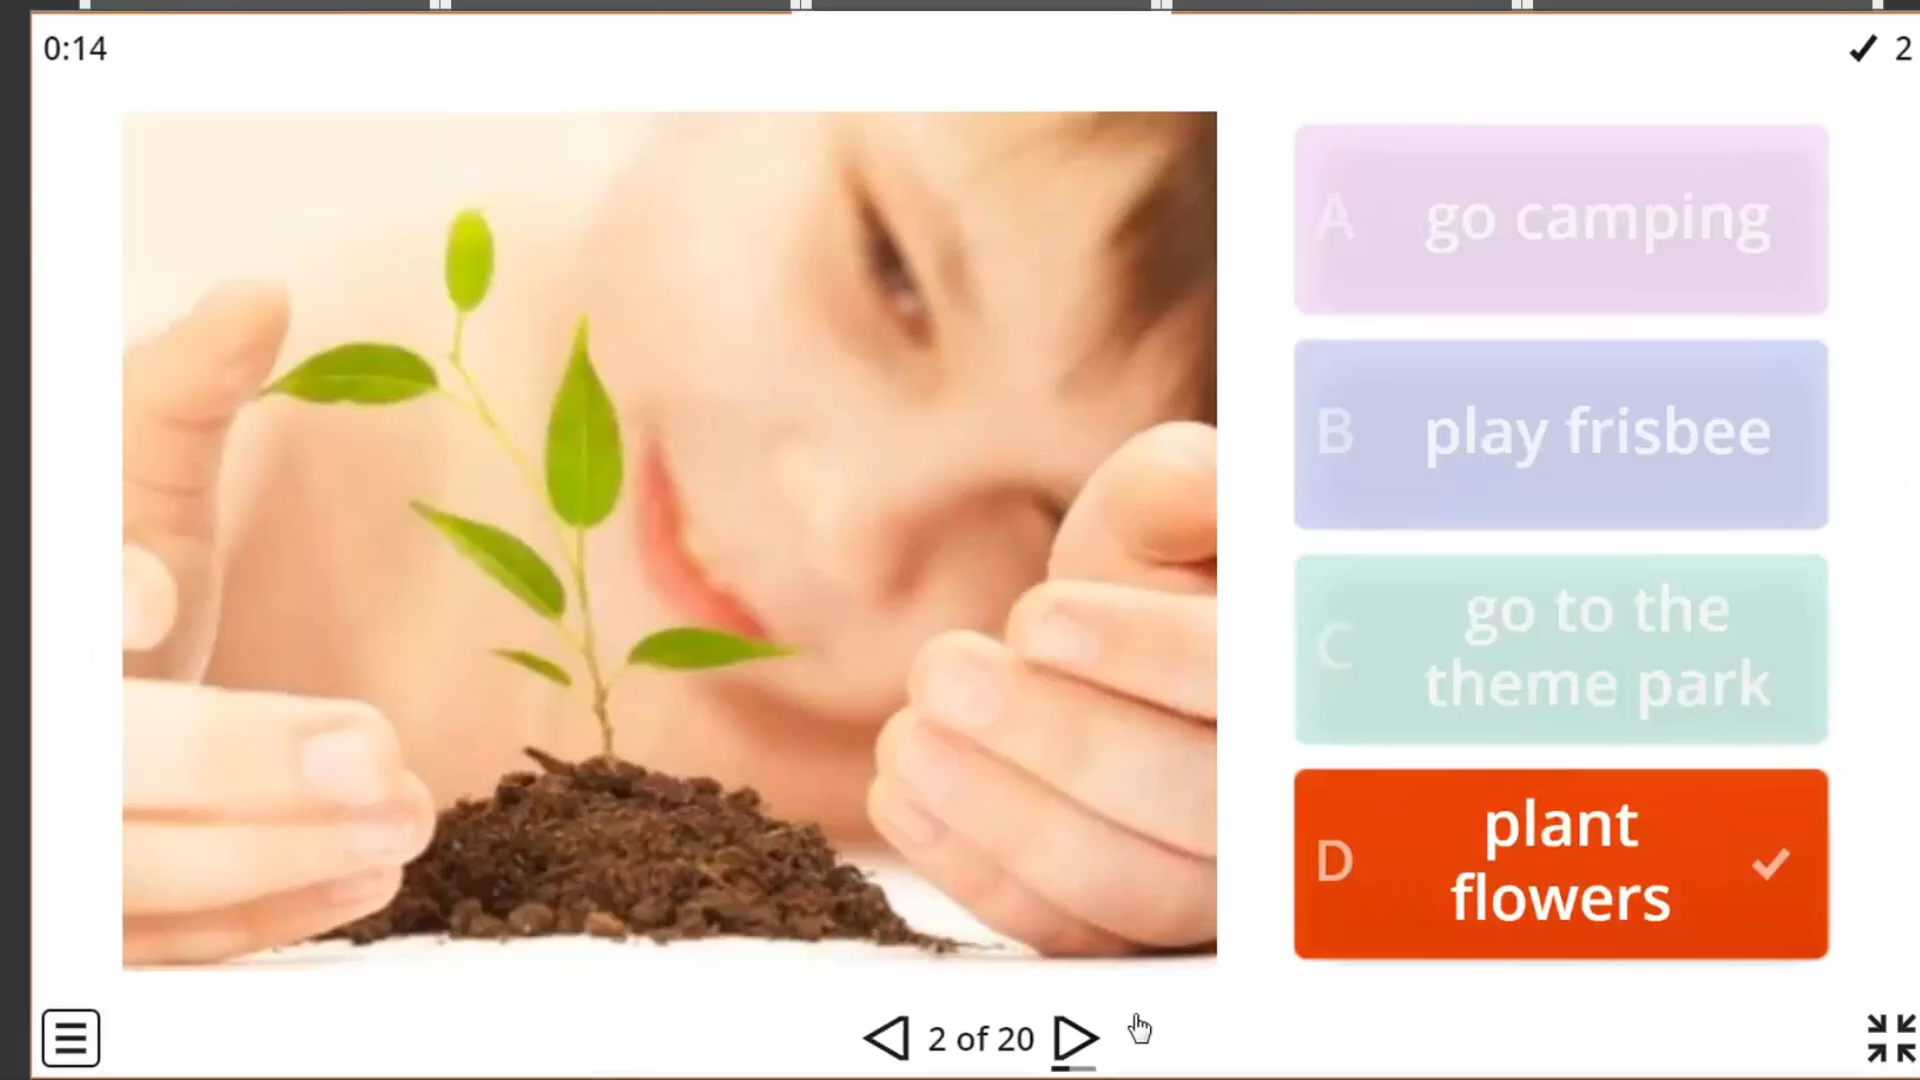 0:14
✓ 2
A go camping
B play frisbee
C go to the
theme park
D plant
flowers
2 of 20